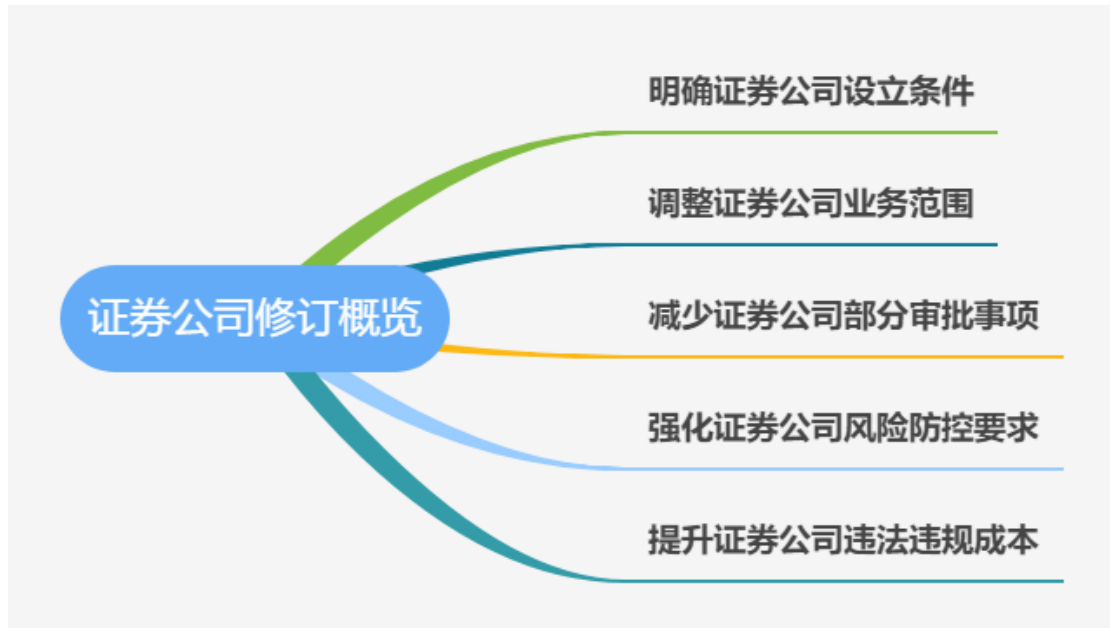 明确证券公司设立条件
调整证券公司业务范围
证券公司修订概览
减少证券公司部分审批事项
强化证券公司风险防控要求
提升证券公司违法违规成本